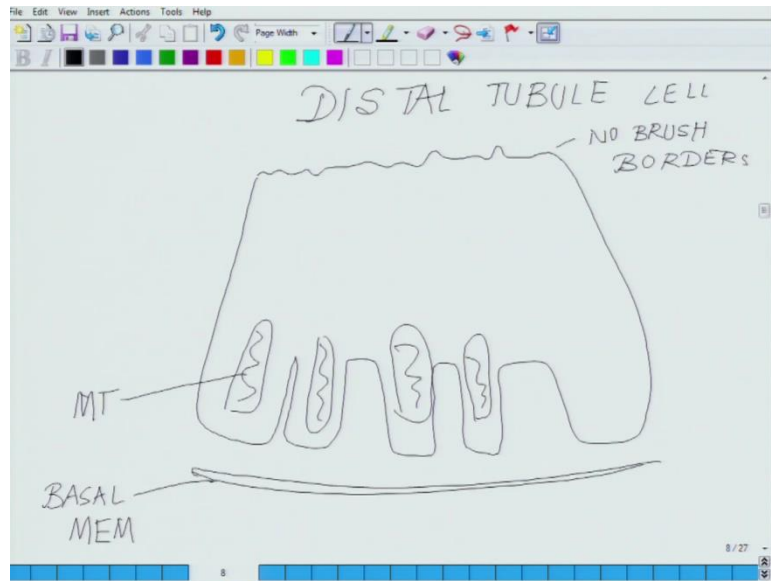 File Edit View Insert Actions Tools Help
Page Width
B I
DISTAL TUBULE CELL
NO BRUSH
BORDERS
MT
BASAL
MEM
8/27
8